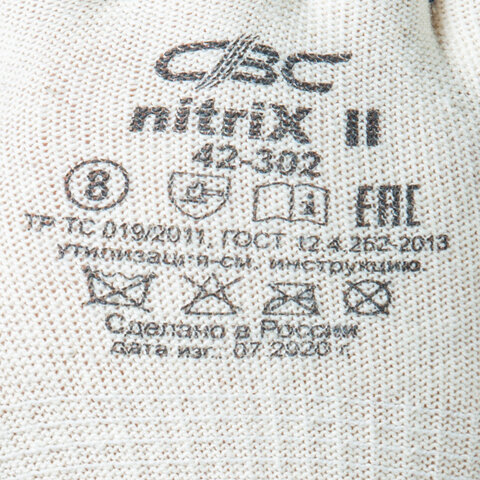 СВС
nitriX II
42-302
8 EAC
ТР ТС 019/2011, ГОСТ 12.4.252-2013
утилизация-см. инструкцию.
Сделано в России
дата изг: 07 2020 г.